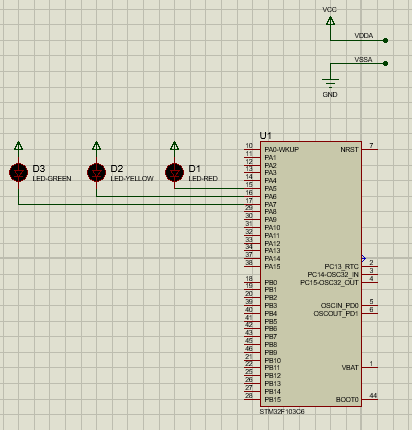 VCC
VDDA
VSSA
GND
U1
D3
LED-GREEN
D2
LED-YELLOW
D1
LED-RED
10 PA0-WKUP NRST 7
11 PA1
12 PA2
13 PA3
14 PA4
15 PA5
16 PA6
17 PA7
29 PA8
30 PA9
31 PA10
32 PA11
33 PA12
34 PA13
37 PA14
38 PA15 PC13_RTC 2
PC14-OSC32_IN 3
18 PB0 PC15-OSC32_OUT 4
19 PB1
20 PB2
39 PB3 OSCIN_PD0 5
40 PB4 OSCOUT_PD1 6
41 PB5
42 PB6
43 PB7
45 PB8
46 PB9
21 PB10
22 PB11 VBAT 1
25 PB12
26 PB13
27 PB14
28 PB15 BOOT0 44
STM32F103C6